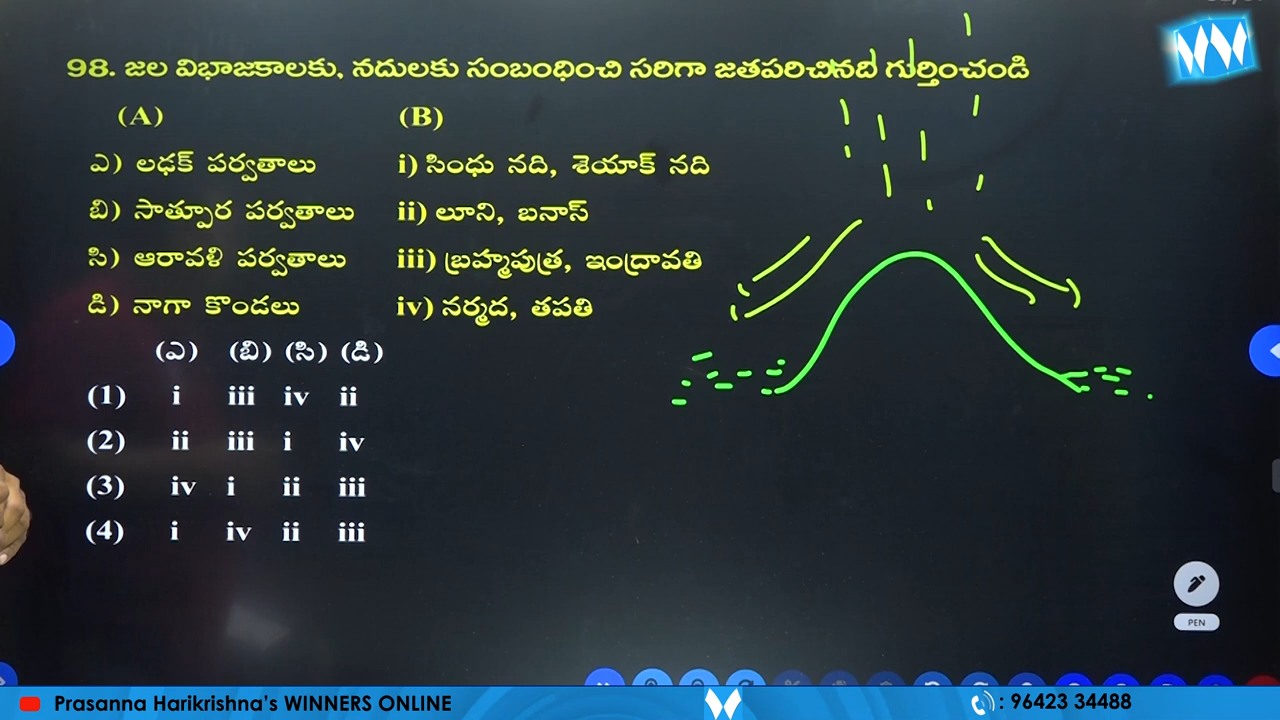 98. జల విభాజకాలకు, నదులకు సంబంధించి సరిగా జతపరిచినది గుర్తించండి
(A) (B)
ఎ) లఢక్ పర్వతాలు i) సింధు నది, శెయాక్ నది
బి) సాత్పూర పర్వతాలు ii) లూని, బనాస్
సి) ఆరావళి పర్వతాలు iii) బ్రహ్మపుత్ర, ఇంద్రావతి
డి) నాగా కొండలు iv) నర్మద, తపతి
(ఎ) (బి) (సి) (డి)
(1) i iii iv ii
(2) ii iii i iv
(3) iv i ii iii
(4) i iv ii iii
PEN
Prasanna Harikrishna's WINNERS ONLINE : 96423 34488